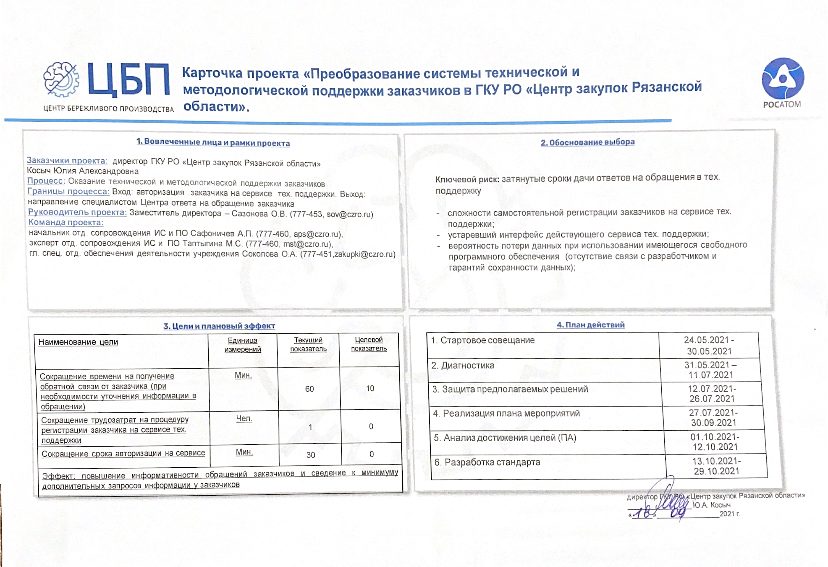 ЦБП
ЦЕНТР БЕРЕЖЛИВОГО ПРОИЗВОДСТВА
Карточка проекта «Преобразование системы технической и
методологической поддержки заказчиков в ГКУ РО «Центр закупок Рязанской
области».
РОСАТОМ
1. Вовлеченные лица и рамки проекта
Заказчики проекта: директор ГКУ РО «Центр закупок Рязанской области»
Косыч Юлия Александровна
Процесс: Оказание технической и методологической поддержки заказчиков
Границы процесса: Вход: авторизация заказчика на сервисе тех. поддержки. Выход:
направление специалистом Центра ответа на обращение заказчика
Руководитель проекта: Заместитель директора – Сазонова О.В. (777-453, sov@czro.ru)
Команда проекта:
начальник отд сопровождения ИС и ПО Сафоничев А.П. (777-460, aps@czro.ru),
эксперт отд. сопровождения ИС и ПО Таптыгина М.С. (777-460, mst@czro.ru),
гл. спец. отд. обеспечения деятельности учреждения Соколова О.А. (777-451,zakupki@czro.ru)
2. Обоснование выбора
Ключевой риск: затянутые сроки дачи ответов на обращения в тех.
поддержку
- сложности самостоятельной регистрации заказчиков на сервисе тех.
поддержки;
- устаревший интерфейс действующего сервиса тех. поддержки;
- вероятность потери данных при использовании имеющегося свободного
программного обеспечения (отсутствие связи с разработчиком и
гарантий сохранности данных);
3. Цели и плановый эффект
Наименование цели Единица измерений Текущий показатель Целевой показатель
Сокращение времени на получение Мин.
обратной связи от заказчика (при 60 10
необходимости уточнения информации в
обращении)
Сокращение трудозатрат на процедуру Чел.
регистрации заказчика на сервисе тех. 1 0
поддержки
Сокращение срока авторизации на сервисе Мин. 30 0
Эффект: повышение информативности обращений заказчиков и сведение к минимуму
дополнительных запросов информации у заказчиков
4. План действий
1. Стартовое совещание 24.05.2021-
30.05.2021
2. Диагностика 31.05.2021 –
11.07.2021
3. Защита предполагаемых решений 12.07.2021-
26.07.2021
4. Реализация плана мероприятий 27.07.2021-
30.09.2021
5. Анализ достижения целей (ПА) 01.10.2021-
12.10.2021
6. Разработка стандарта 13.10.2021-
29.10.2021
директор ГКУ РО «Центр закупок Рязанской области»
Ю.А. Косыч
2021 г.